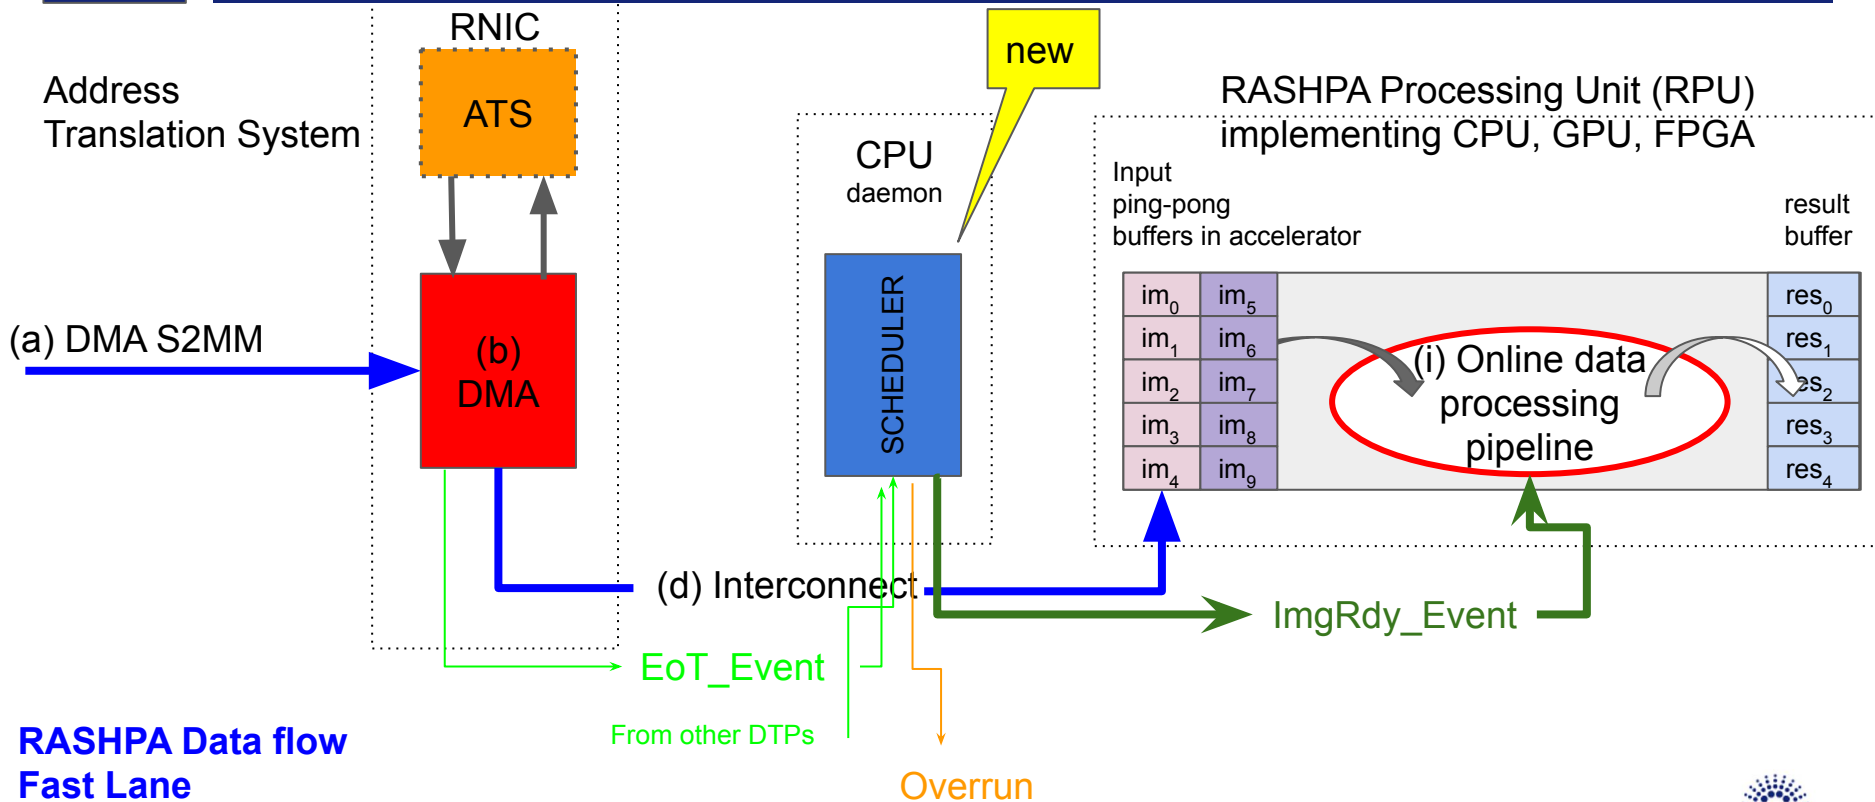 RNIC
ATS
Address
Translation System
new
RASHPA Processing Unit (RPU)
implementing CPU, GPU, FPGA
CPU
daemon
Input
ping-pong
buffers in accelerator
result
buffer
(a) DMA S2MM
(b)
DMA
SCHEDULER
im0 im5 res0
im1 im6 res1
im2 im7 res2
im3 im8 res3
im4 im9 res4
(i) Online data
processing
pipeline
(d) Interconnect
ImgRdy_Event
EoT_Event
From other DTPs
RASHPA Data flow
Fast Lane
Overrun